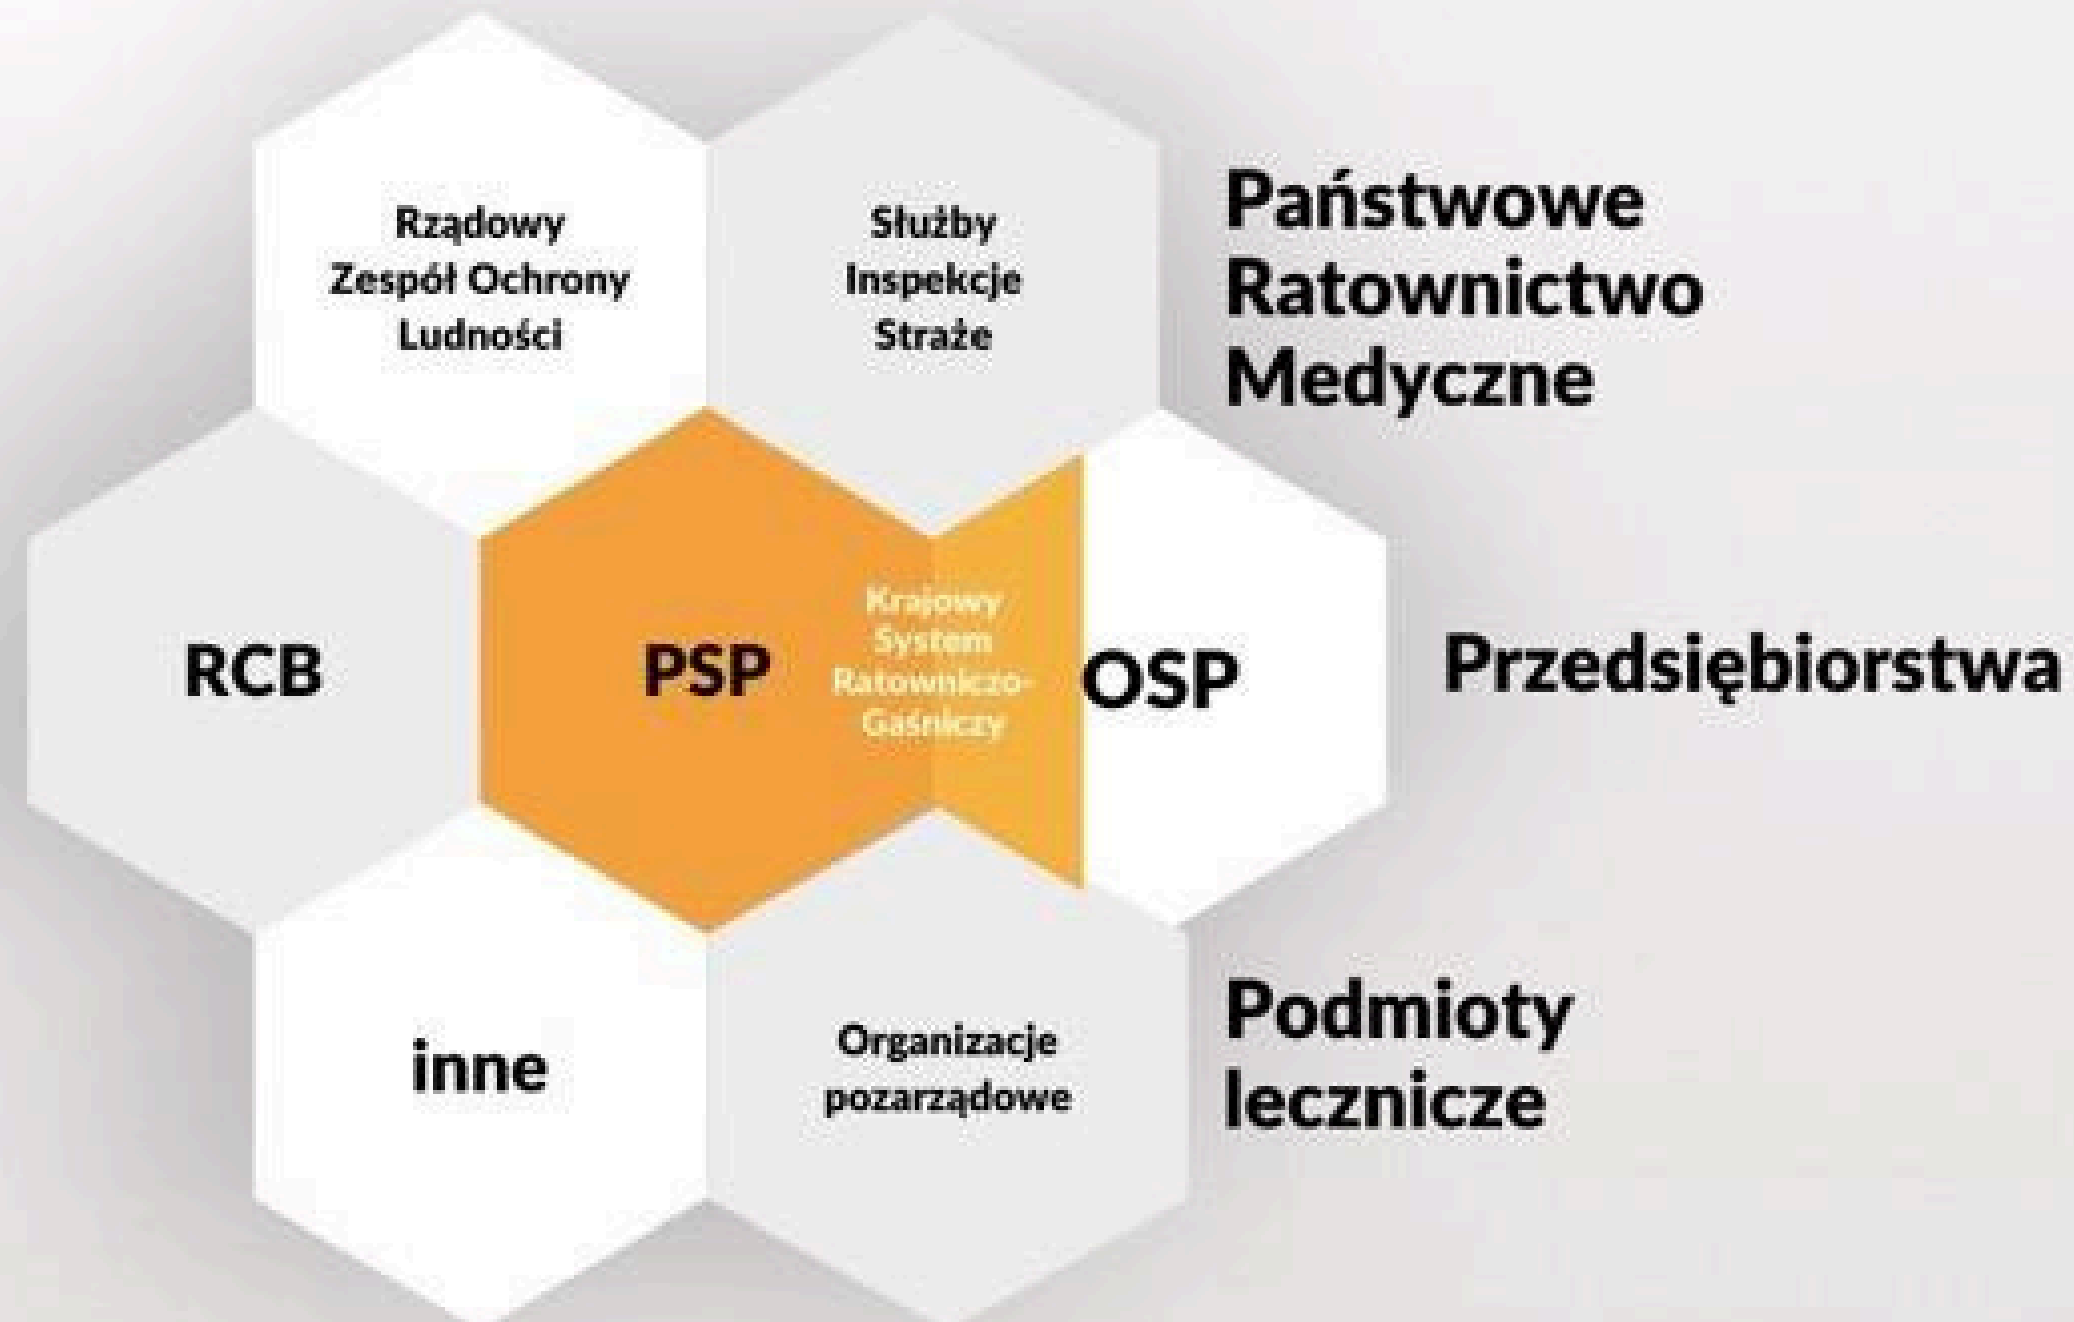 Rządowy
Zespół Ochrony
Ludności
Służby
Inspekcje
Straże
Państwowe
Ratownictwo
Medyczne
RCB
PSP
Krajowy
System
Ratowniczo-
Gaśniczy
OSP
Przedsiębiorstwa
inne
Organizacje
pozarządowe
Podmioty
lecznicze